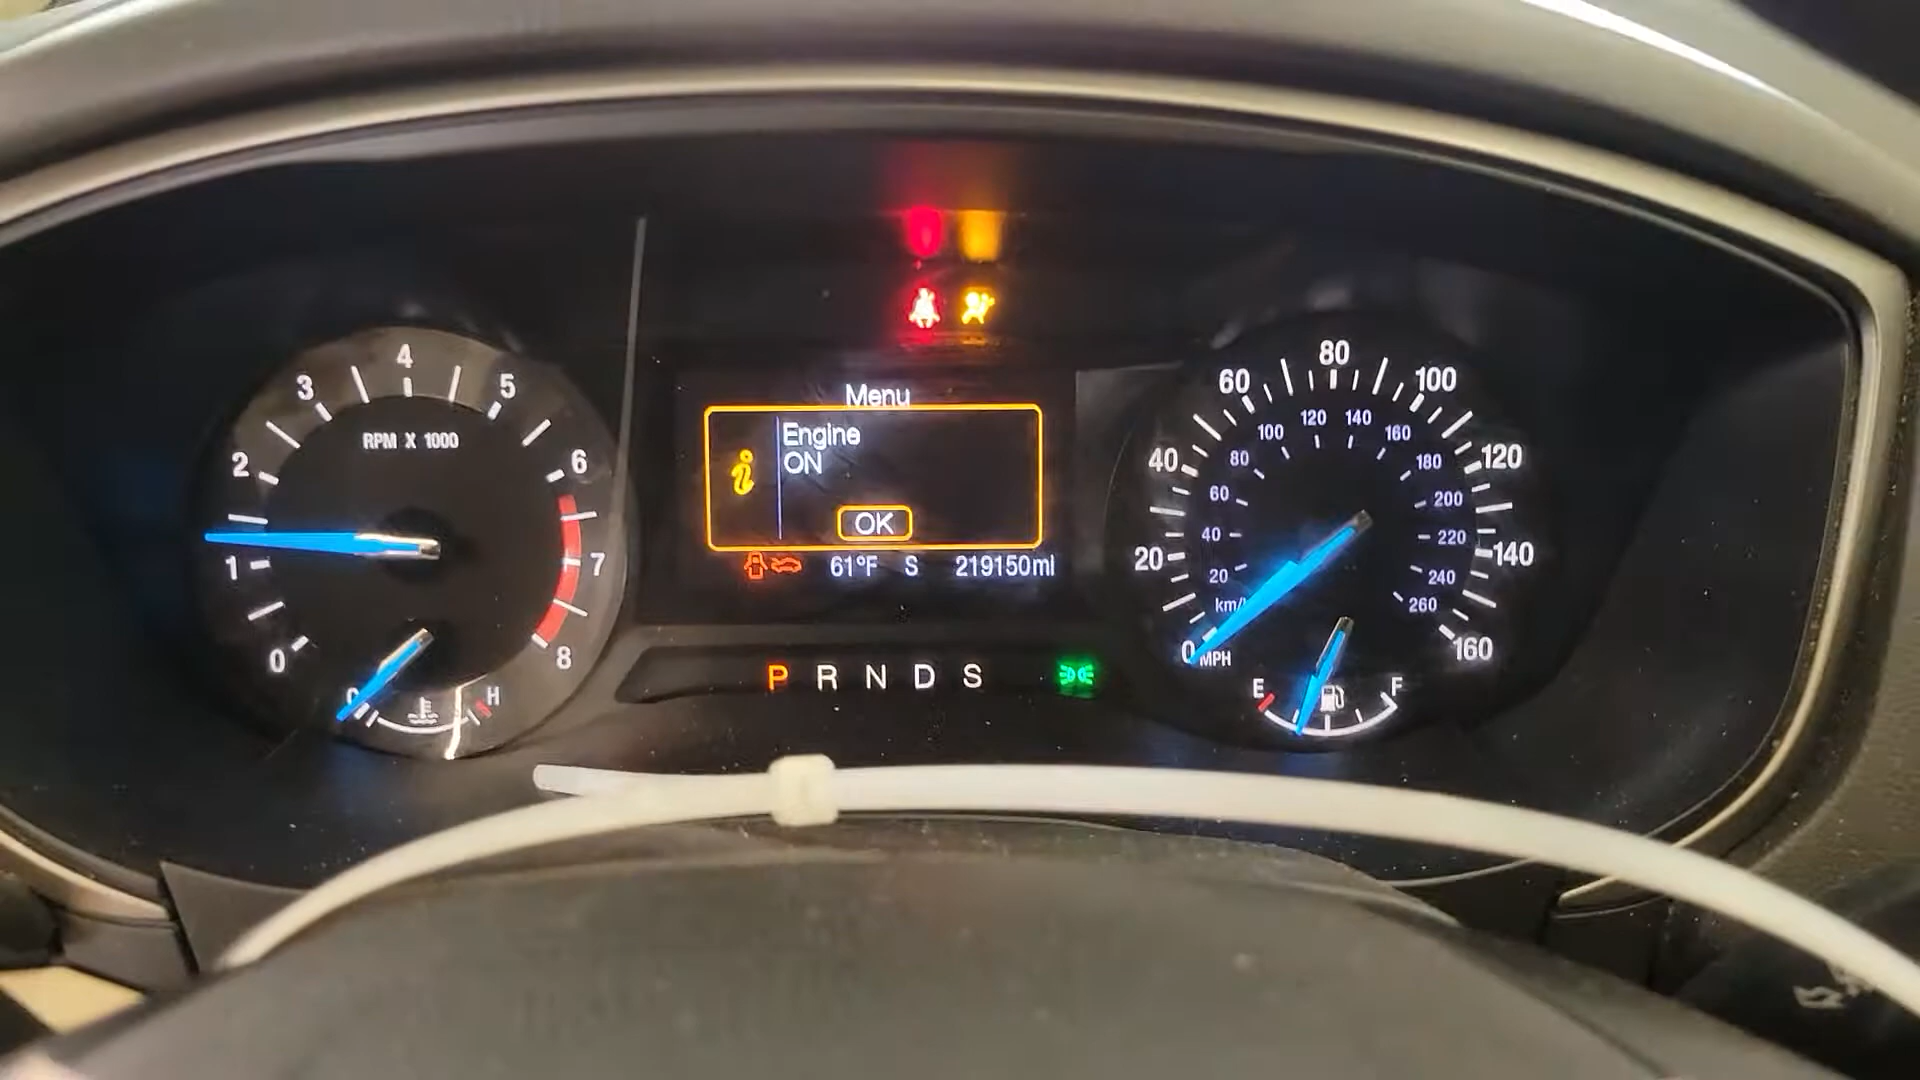 4
3
5
RPM X 1000
2
6
1
7
0
8
C
H
Menu
Engine
ON
OK
61°F S 219150mi
P R N D S
80
60
100
120 140
100
160
40
120
80
180
60
200
40
220
20
140
20
240
km/
260
0
MPH
160
E
F